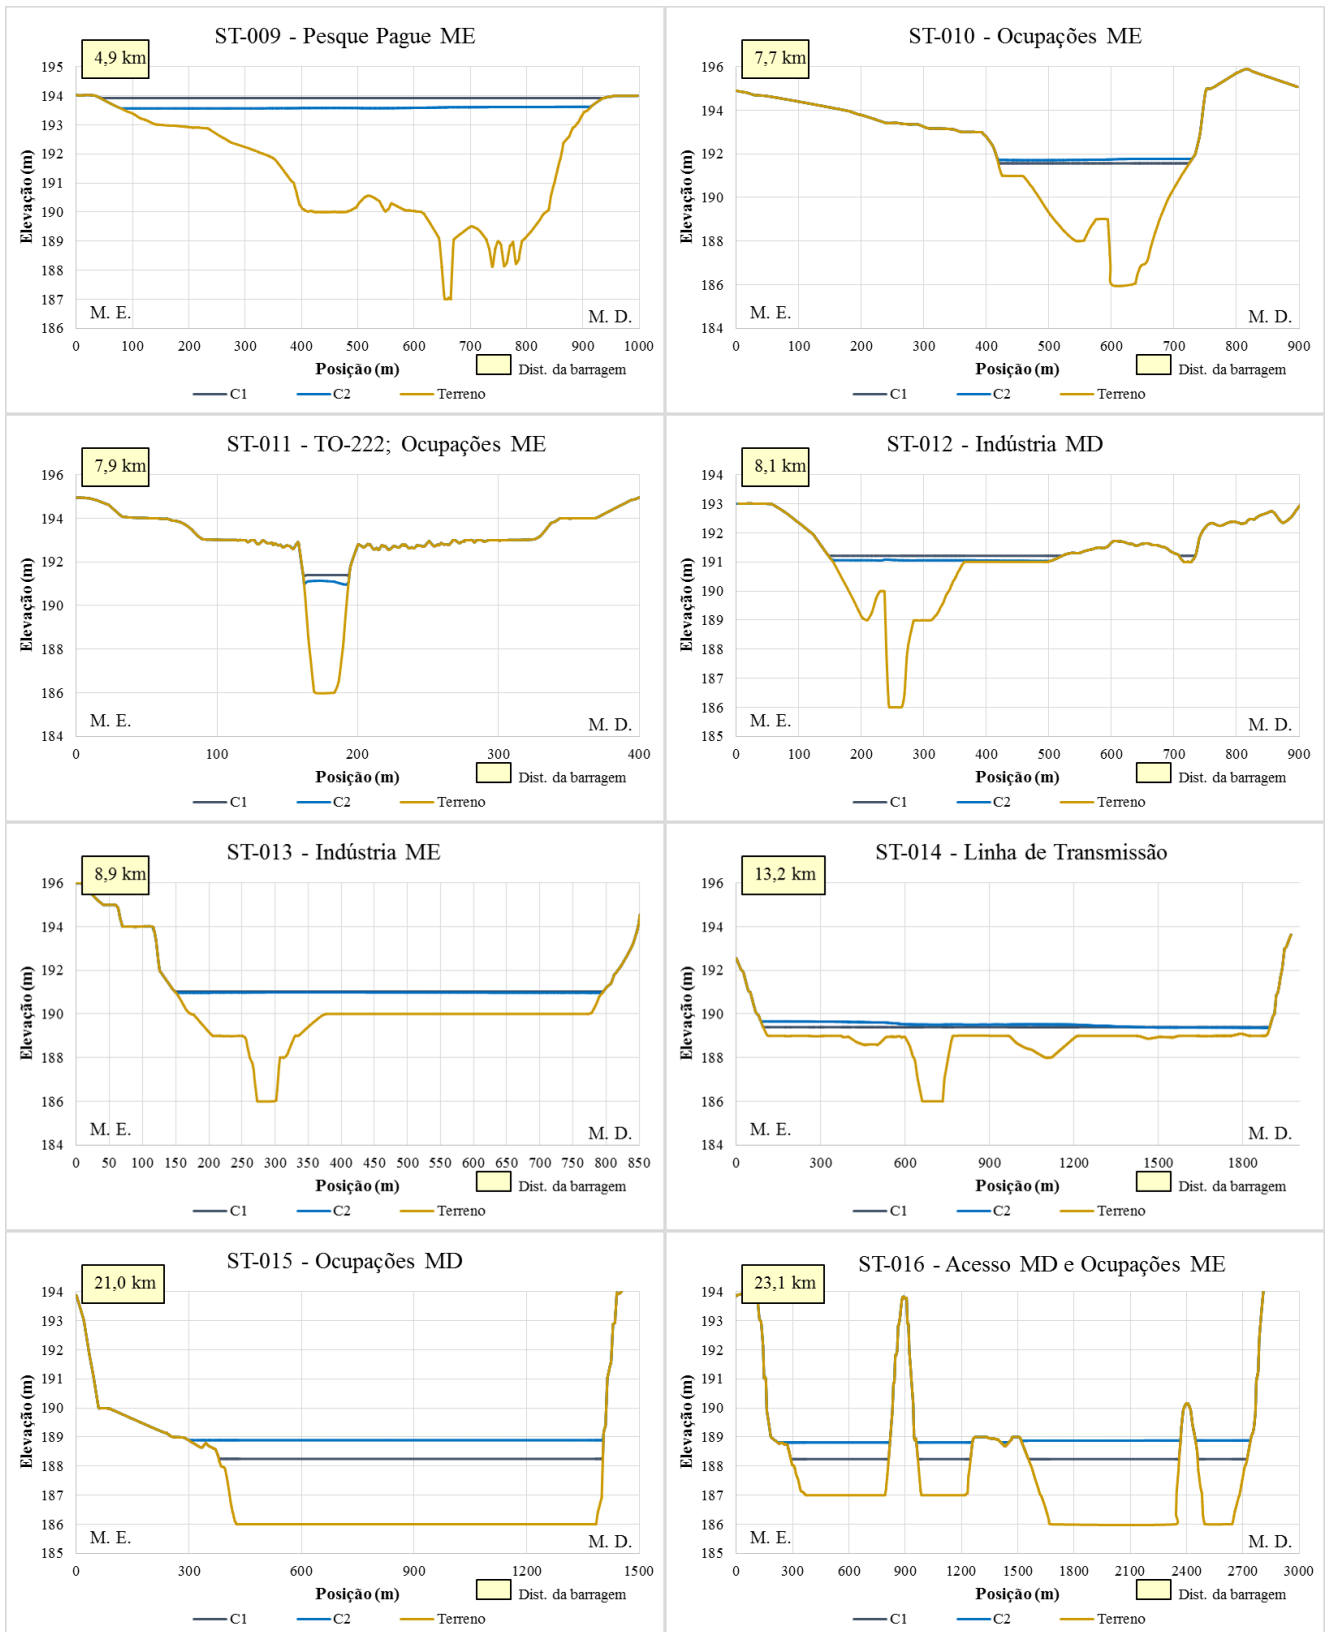 ST-009 - Pesque Pague ME
4,9 km
195
194
193
192
191
190
189
188
187
186
Elevação (m)
M. E.
M. D.
0 100 200 300 400 500 600 700 800 900 1000
Posição (m)
Dist. da barragem
C1 C2 Terreno
ST-010 - Ocupações ME
7,7 km
196
194
192
190
188
186
184
Elevação (m)
M. E.
M. D.
0 100 200 300 400 500 600 700 800 900
Posição (m)
Dist. da barragem
C1 C2 Terreno
ST-011 - TO-222; Ocupações ME
7,9 km
196
194
192
190
188
186
184
Elevação (m)
M. E.
M. D.
0 100 200 300 400
Posição (m)
Dist. da barragem
C1 C2 Terreno
ST-012 - Indústria MD
8,1 km
194
193
192
191
190
189
188
187
186
185
Elevação (m)
M. E.
M. D.
0 100 200 300 400 500 600 700 800 900
Posição (m)
Dist. da barragem
C1 C2 Terreno
ST-013 - Indústria ME
8,9 km
196
194
192
190
188
186
184
Elevação (m)
M. E.
M. D.
0 50 100 150 200 250 300 350 400 450 500 550 600 650 700 750 800 850
Posição (m)
Dist. da barragem
C1 C2 Terreno
ST-014 - Linha de Transmissão
13,2 km
196
194
192
190
188
186
184
Elevação (m)
M. E.
M. D.
0 300 600 900 1200 1500 1800
Posição (m)
Dist. da barragem
C1 C2 Terreno
ST-015 - Ocupações MD
21,0 km
194
193
192
191
190
189
188
187
186
185
Elevação (m)
M. E.
M. D.
0 300 600 900 1200 1500
Posição (m)
Dist. da barragem
C1 C2 Terreno
ST-016 - Acesso MD e Ocupações ME
23,1 km
194
193
192
191
190
189
188
187
186
185
Elevação (m)
M. E.
M. D.
0 300 600 900 1200 1500 1800 2100 2400 2700 3000
Posição (m)
Dist. da barragem
C1 C2 Terreno